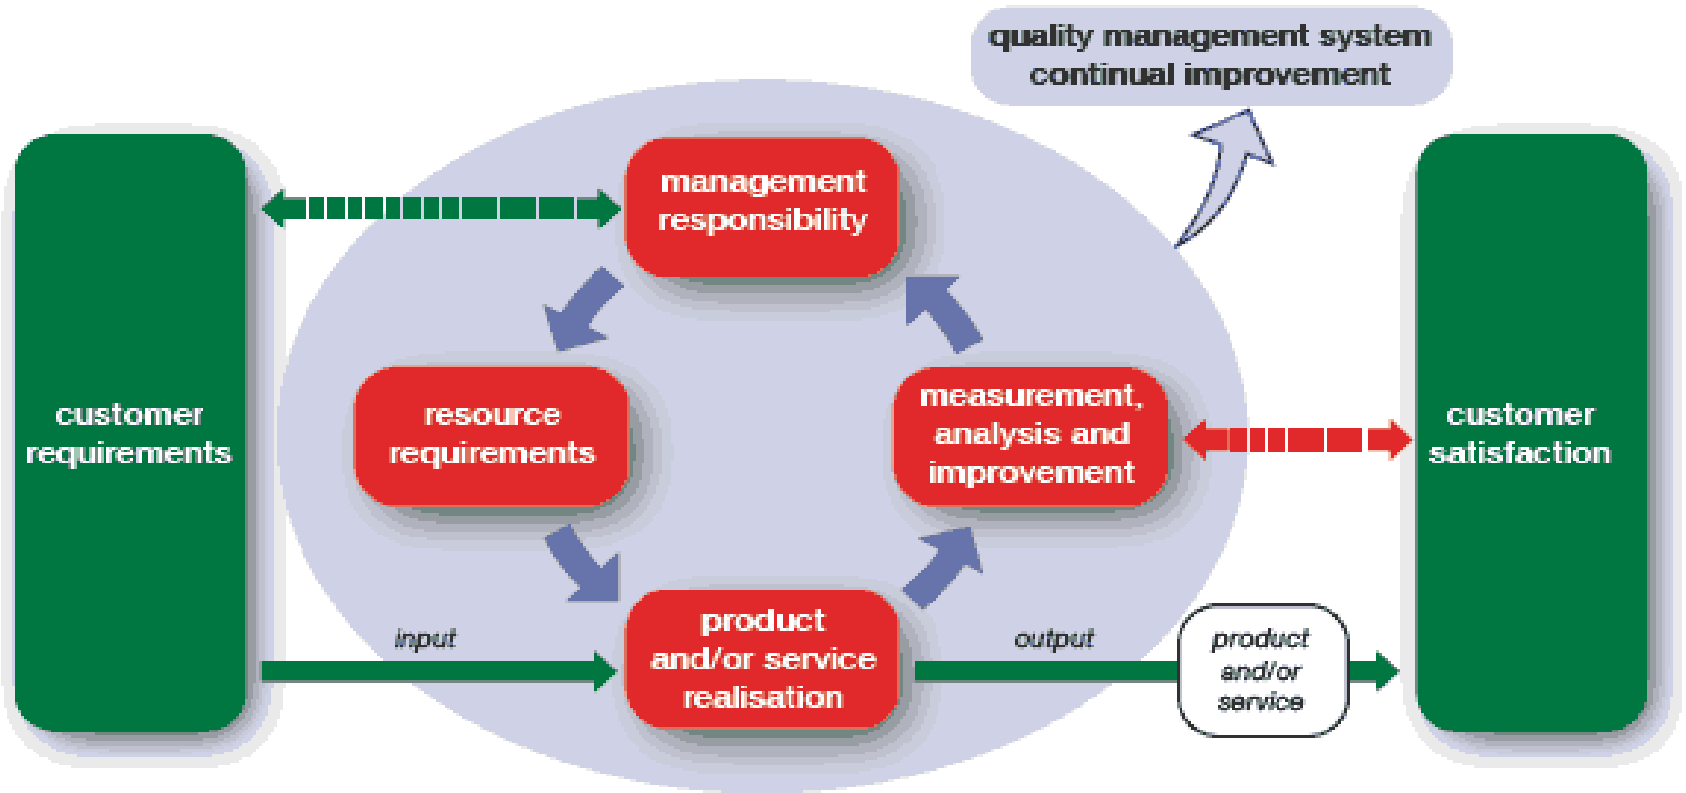 quality management system
continual improvement
management
responsibility
customer
requirements
resource
requirements
measurement,
analysis and
improvement
customer
satisfaction
input
product
and/or service
realisation
output
product
and/or
service